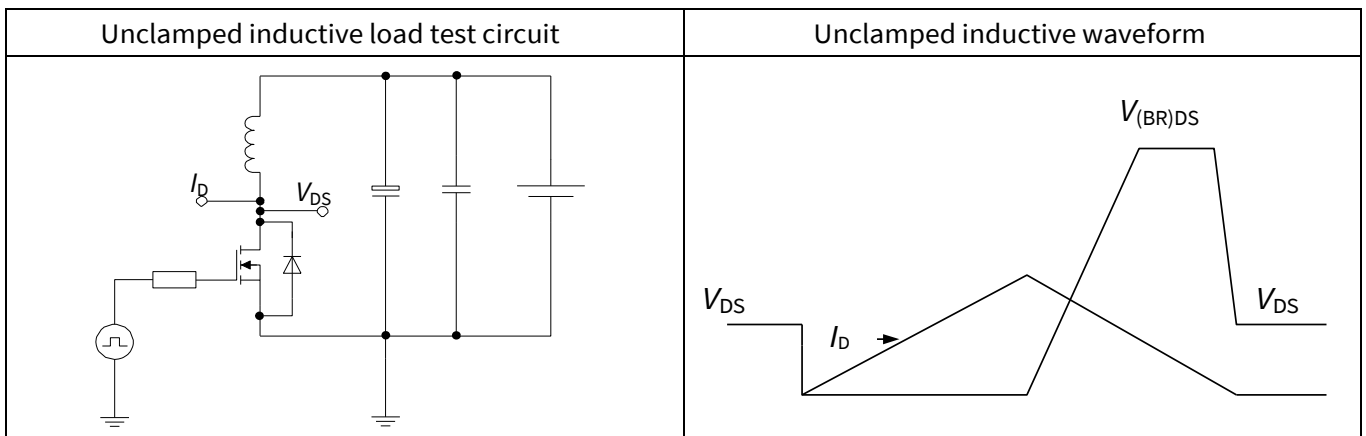 Unclamped inductive load test circuit
Unclamped inductive waveform
I_D
V_DS
V_(BR)DS
V_DS
I_D
V_DS